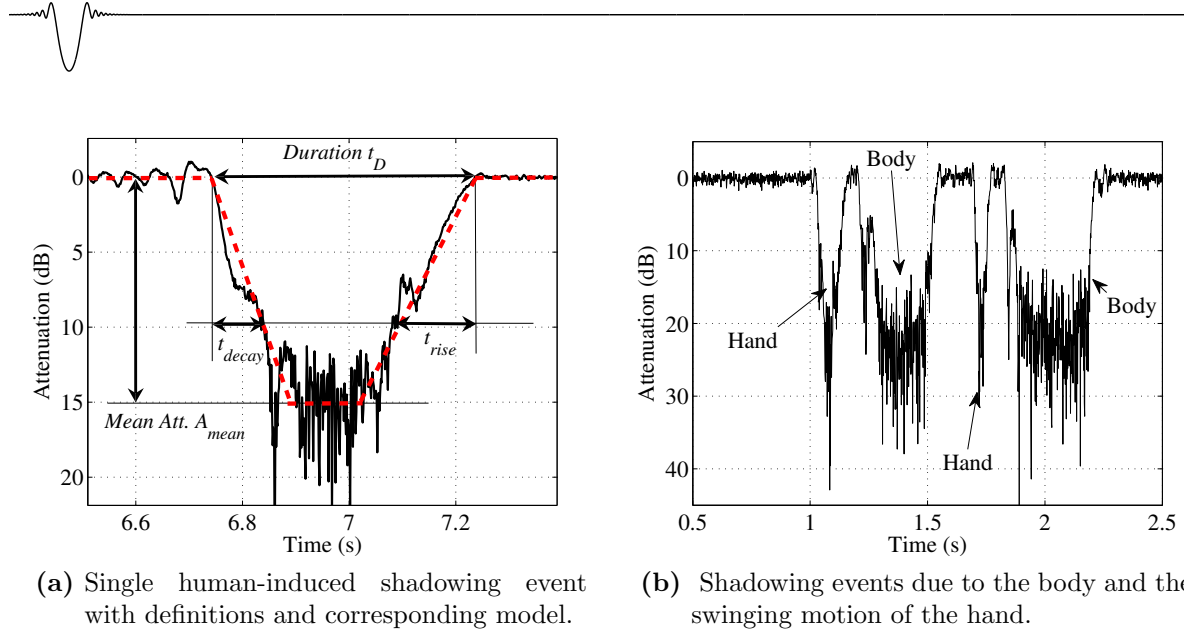 Duration t_D
0
5
10
15
20
Attenuation (dB)
t_decay
t_rise
Mean Att. A_mean
6.6 6.8 7 7.2
Time (s)
(a) Single human-induced shadowing event
with definitions and corresponding model.
0
10
20
30
40
Attenuation (dB)
Body
Hand
Body
Hand
0.5 1 1.5 2 2.5
Time (s)
(b) Shadowing events due to the body and the
swinging motion of the hand.